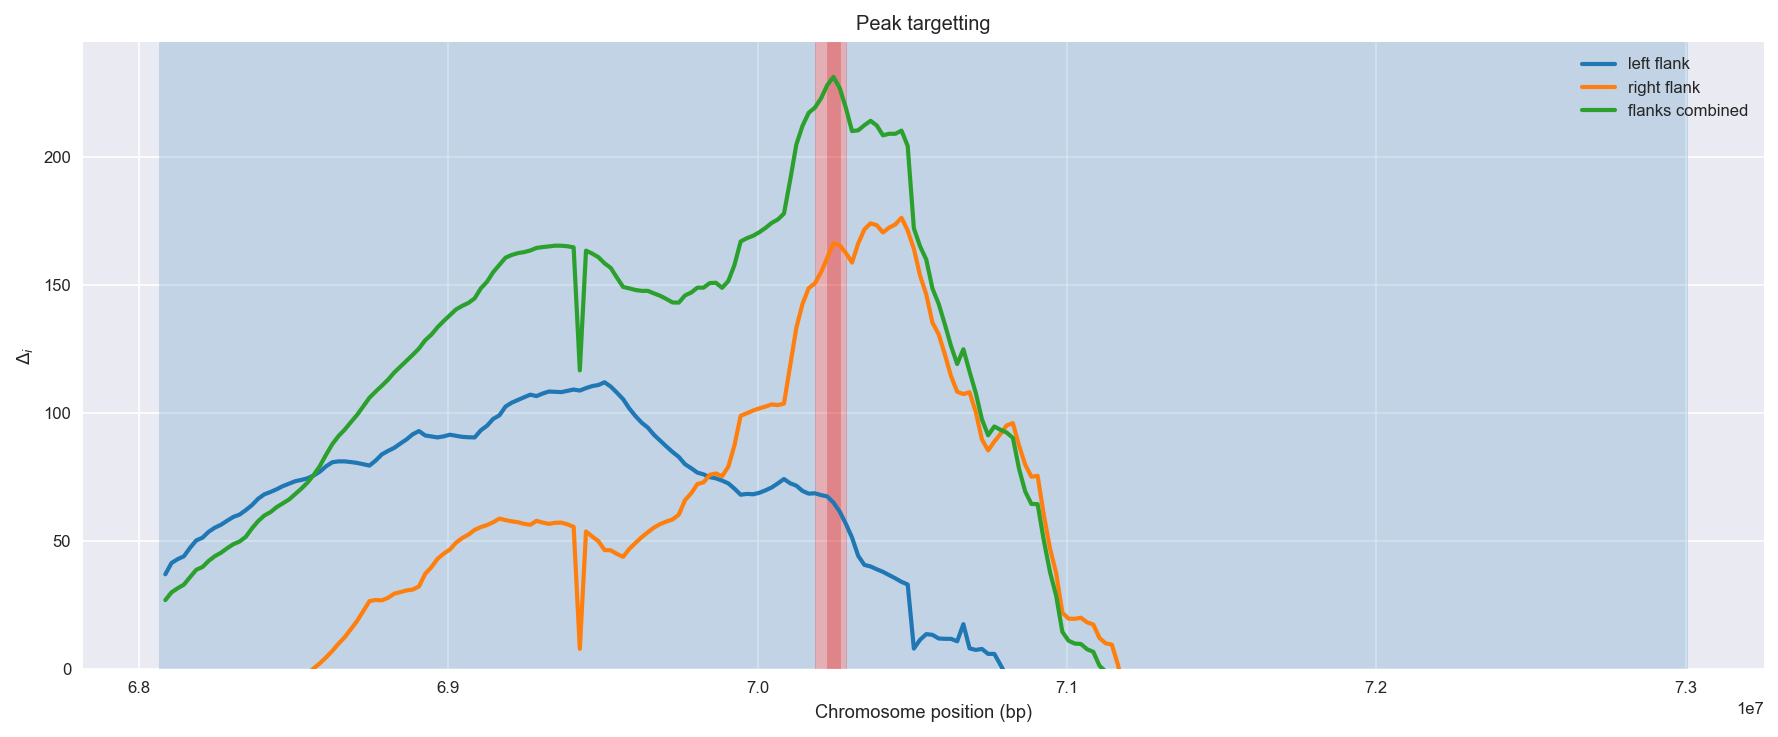 Peak targetting
left flank
right flank
flanks combined
200
150
100
50
0
Δi
6.8 6.9 7.0 7.1 7.2 7.3
1e7
Chromosome position (bp)